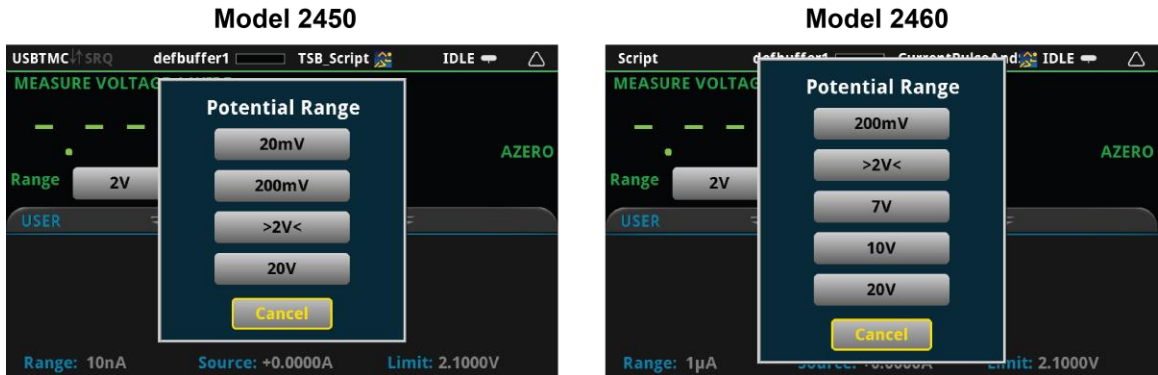 Model 2450
USBTMC SRQ defbuffer1 TSB_Script IDLE
MEASURE VOLTAG
Potential Range
20mV
200mV
>2V<
20V
Cancel
AZERO
Range 2V
USER
Range: 10nA Source: +0.0000A Limit: 2.1000V
Model 2460
Script IDLE
MEASURE VOLTAG
Potential Range
200mV
>2V<
7V
10V
20V
Cancel
AZERO
Range 2V
USER
Range: 1µA Limit: 2.1000V